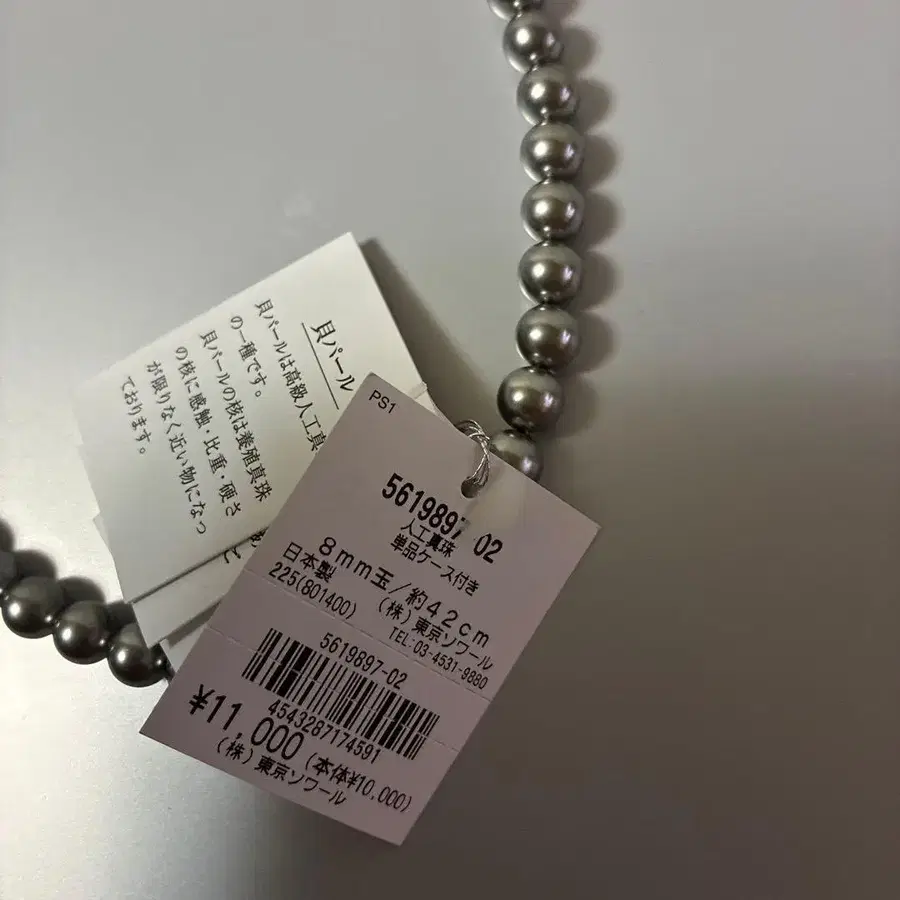 貝パール
貝パールは高級人工真
の一種です。
貝パールの核は養殖真珠
の核に感触・比重・硬さ
が限りなく近い物になっ
ております。
PS1
5619897-02
人工真珠
単品ケース付き
8mm玉/約42cm
日本製 (株)東京ソワール
225(801400) TEL:03-4531-9880
5619897-02
4543287174591
¥11,000(本体¥10,000)
(株)東京ソワール